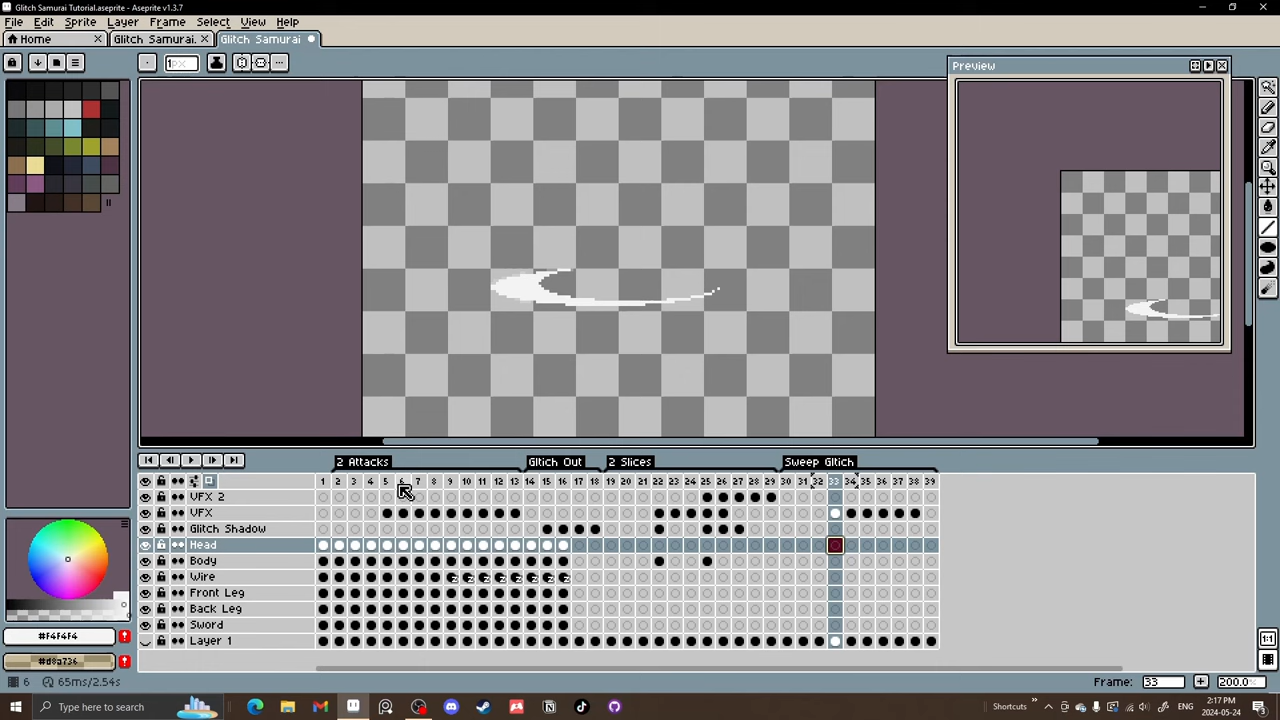 Glitch Samurai Tutorial.aseprite - Aseprite v1.3.7
File Edit Sprite Layer Frame Select View Help
Home Glitch Samurai. Glitch Samurai
1px
Preview
2 Attacks Glitch Out 2 Slices Sweep Glitch
1 2 3 4 5 6 7 8 9 10 11 12 13 14 15 16 17 18 19 20 21 22 23 24 25 26 27 28 29 30 31 32 33 34 35 36 37 38 39
VFX 2
VFX
Glitch Shadow
Head
Body
Wire
Front Leg
Back Leg
Sword
Layer 1
#F4F4F4
#d8a736
1:1
6 65ms/2.54s Frame: 33 200.0%
Type here to search Shortcuts 2:17 PM
2024-05-24